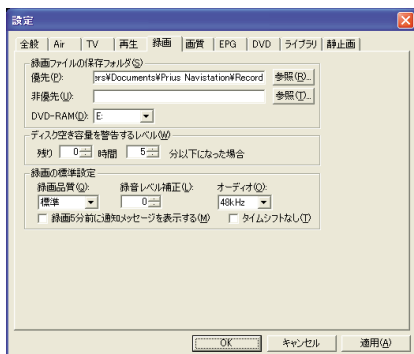 設定
全般 Air TV 再生 録画 画質 EPG DVD ライブラリ 静止画
録画ファイルの保存フォルダ(S)
優先(P): ers¥Documents¥Prius Navistation¥Record 参照(R)...
非優先(U): 参照(T)...
DVD-RAM(D): E:
ディスク空き容量を警告するレベル(W)
残り 0 時間 5 分以下になった場合
録画の標準設定
録画品質(Q): 録音レベル補正(L): オーディオ(O):
標準 0 48kHz
録画5分前に通知メッセージを表示する(M) タイムシフトなし(T)
OK キャンセル 適用(A)